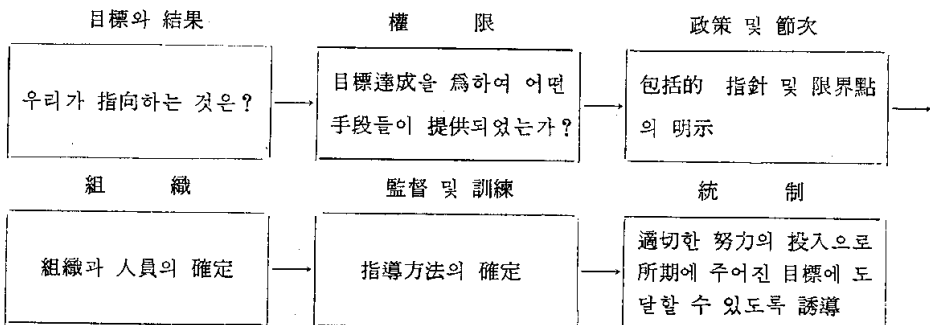 目標와 結果
權 限
政策 및 節次
우리가 指向하는 것은?
目標達成을 爲하여 어떤
手段들이 提供되었는가?
包括的 指針 및 限界點
의 明示
組 織
監督 및 訓練
統 制
組織과 人員의 確定
指導方法의 確定
適切한 努力의 投入으로
所期에 주어진 目標에 도
달할 수 있도록 誘導